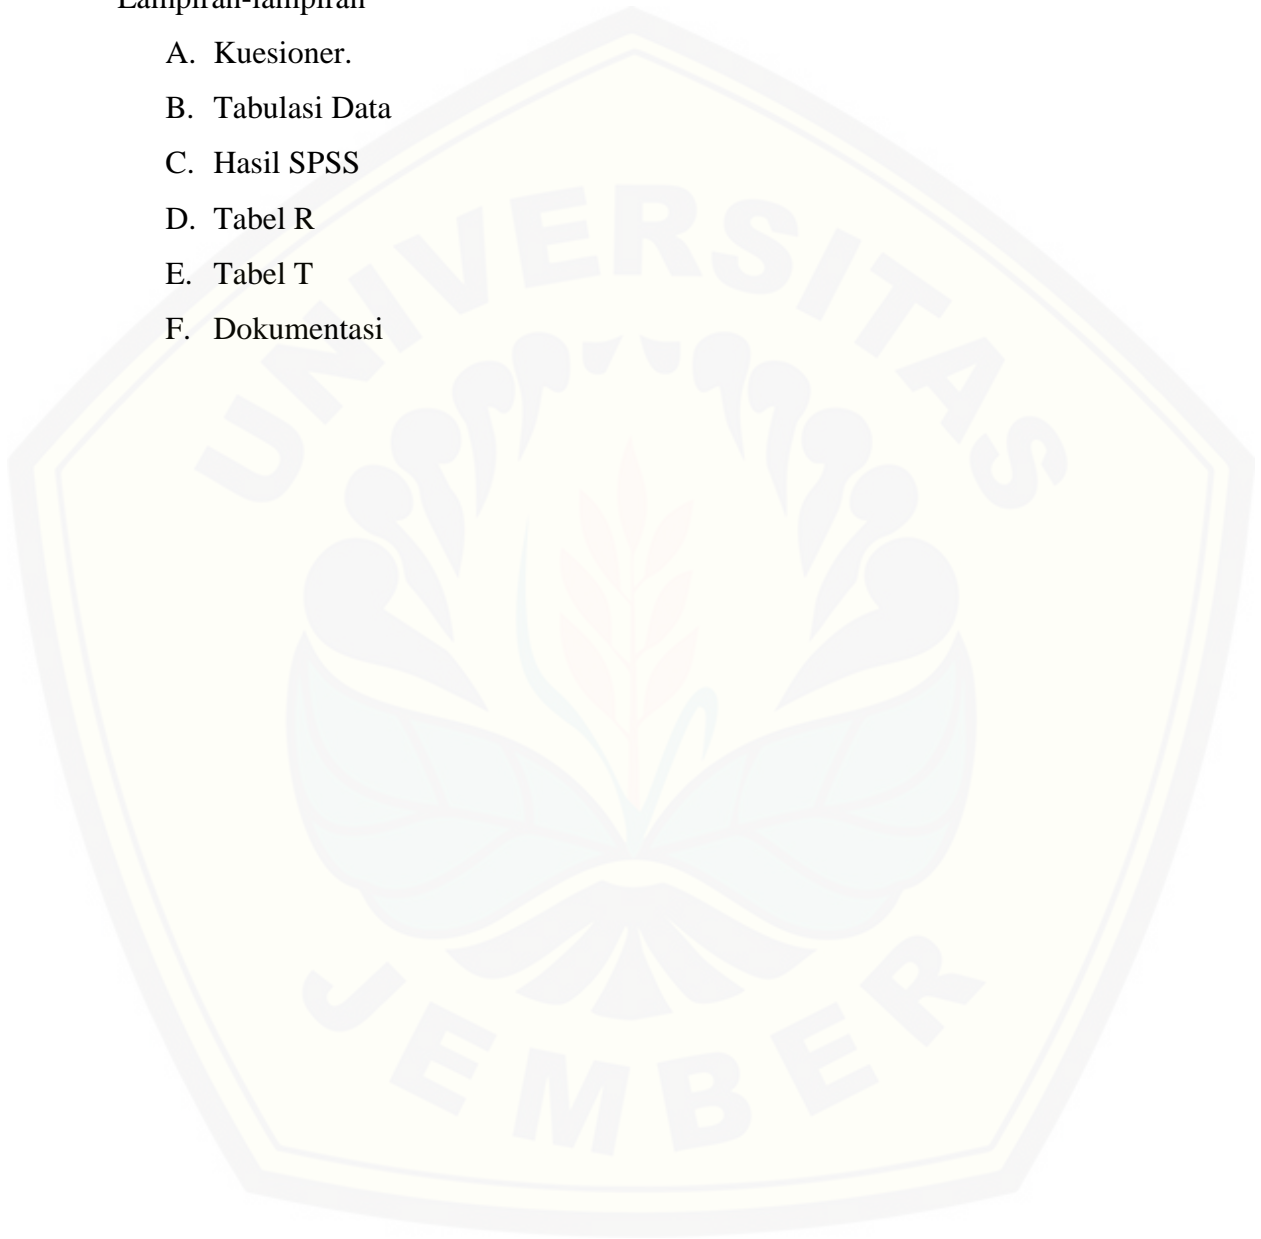 Lampiran-lampiran
A. Kuesioner.
B. Tabulasi Data
C. Hasil SPSS
D. Tabel R
E. Tabel T
F. Dokumentasi
UNIVERSITAS
JEMBER